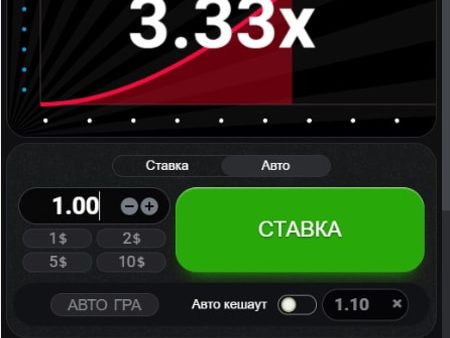 3.33x
Ставка Авто
1.00
СТАВКА
1$ 2$
5$ 10$
АВТО ГРА Авто кешаут 1.10 ×